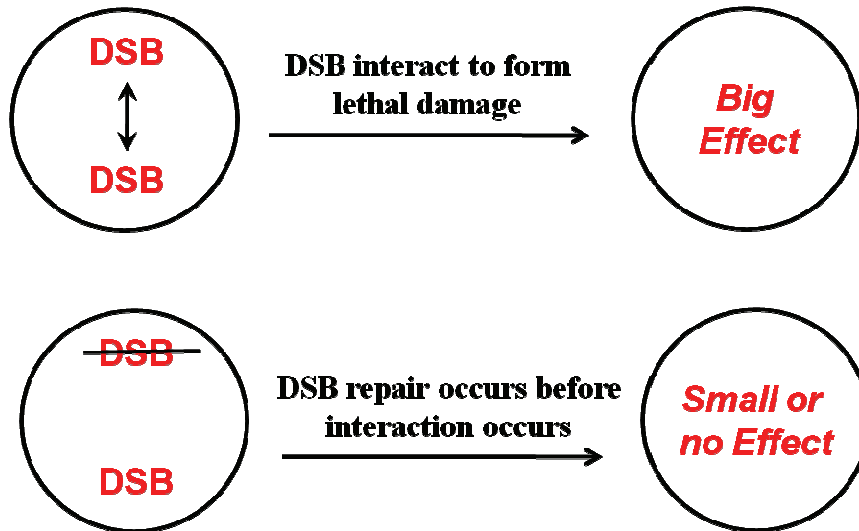 DSB
DSB
DSB interact to form
lethal damage
Big
Effect
DSB
DSB
DSB repair occurs before
interaction occurs
Small or
no Effect